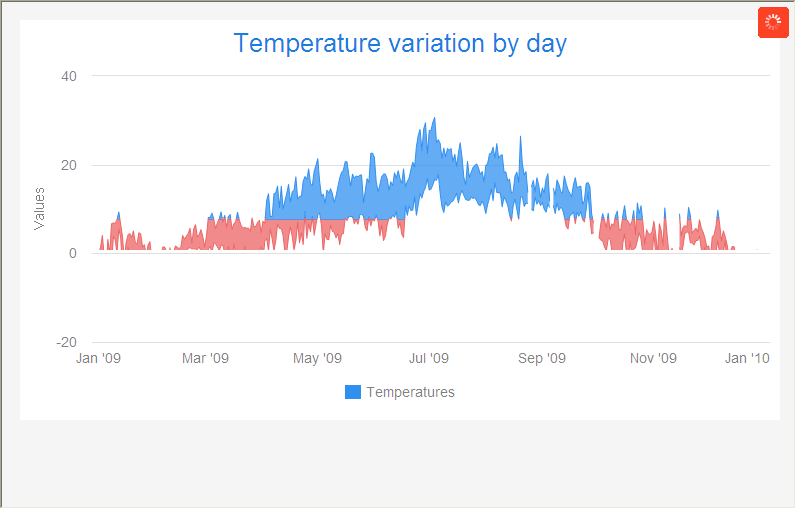 Temperature variation by day
40
20
0
-20
Values
Jan '09
Mar '09
May '09
Jul '09
Sep '09
Nov '09
Jan '10
Temperatures